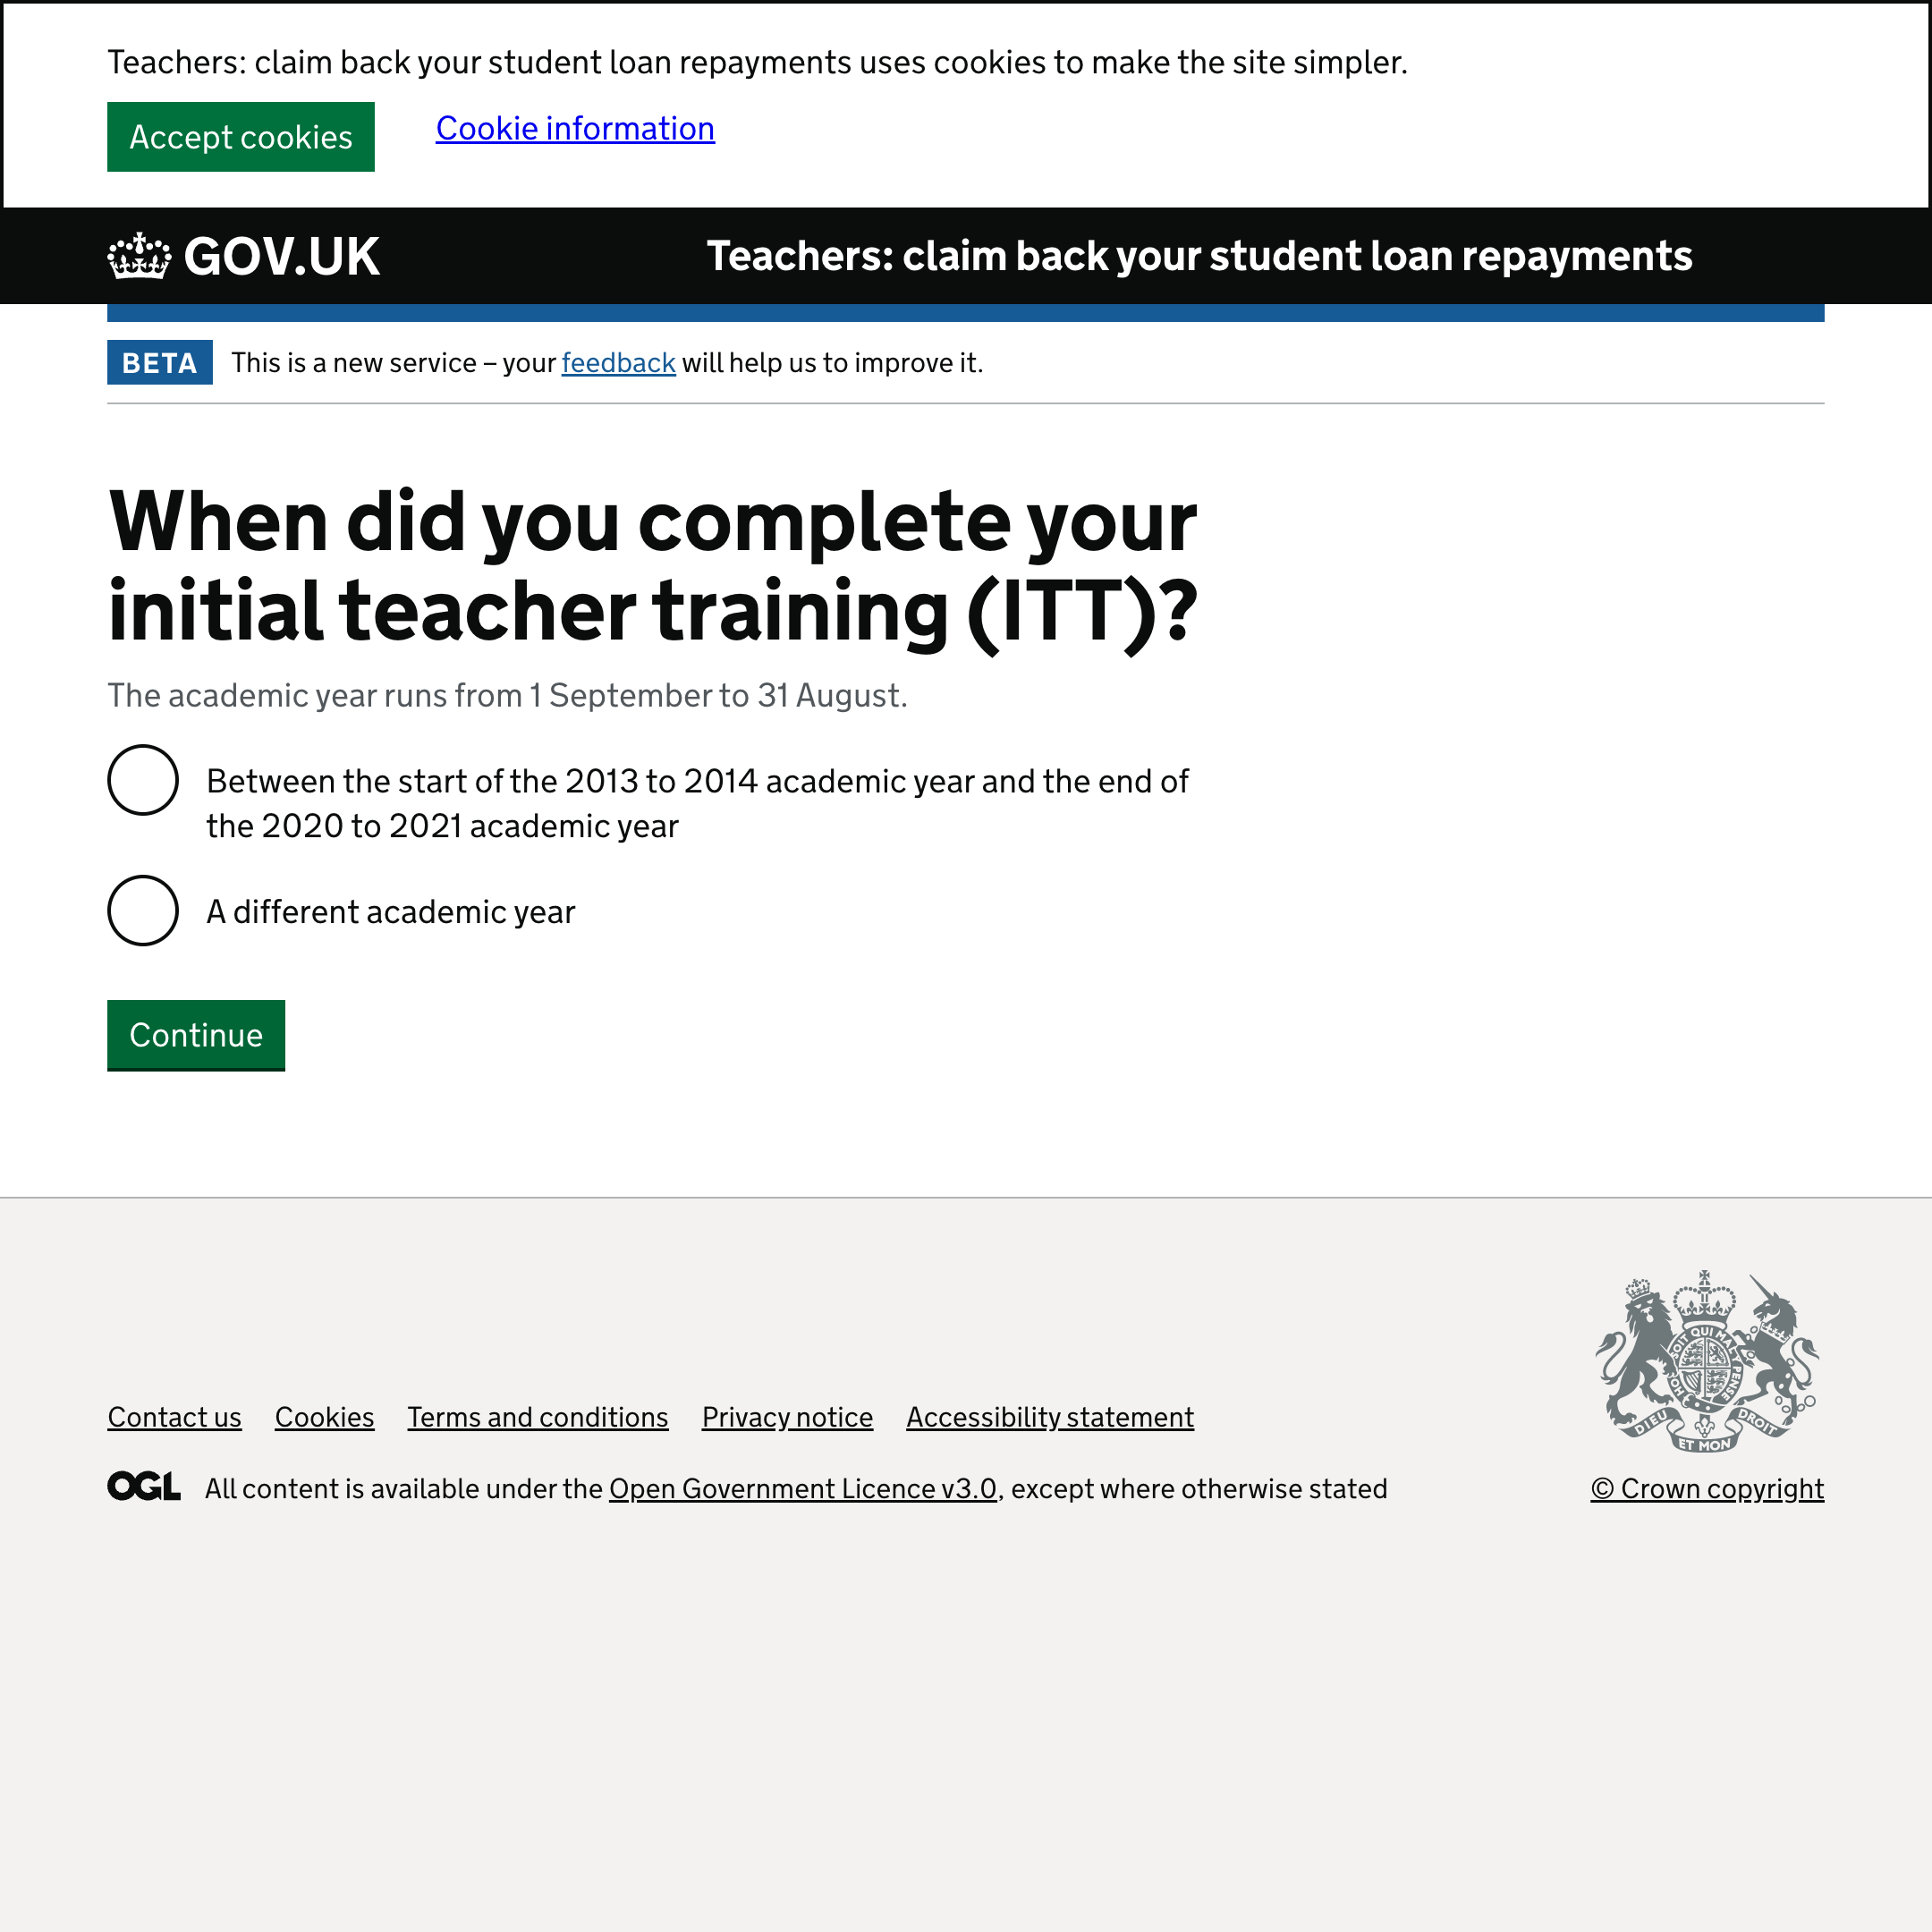 Teachers: claim back your student loan repayments uses cookies to make the site simpler.
Accept cookies
Cookie information
GOV.UK
Teachers: claim back your student loan repayments
BETA
This is a new service – your feedback will help us to improve it.
When did you complete your
initial teacher training (ITT)?
The academic year runs from 1 September to 31 August.
Between the start of the 2013 to 2014 academic year and the end of
the 2020 to 2021 academic year
A different academic year
Continue
SOIT QUI MAL Y PENSE
DIEU ET MON DROIT
Contact us
Cookies
Terms and conditions
Privacy notice
Accessibility statement
OGL
All content is available under the Open Government Licence v3.0, except where otherwise stated
© Crown copyright